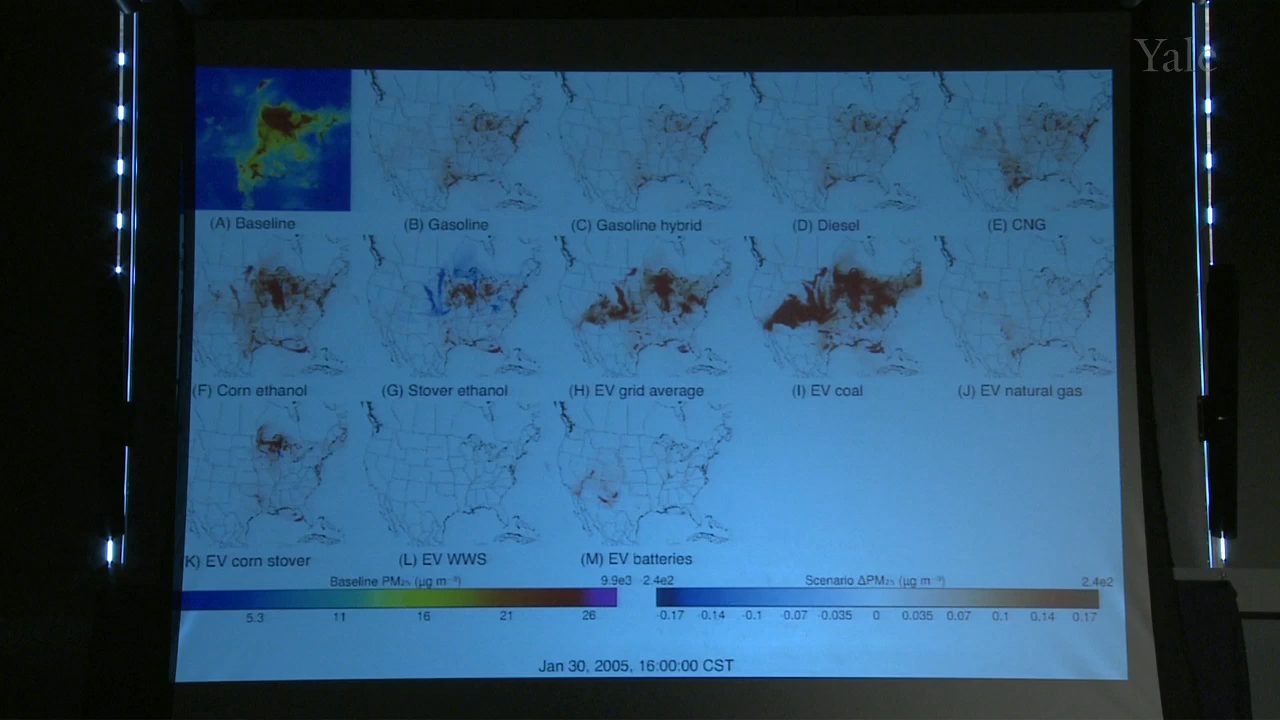 Yale
(A) Baseline
(B) Gasoline
(C) Gasoline hybrid
(D) Diesel
(E) CNG
(F) Corn ethanol
(G) Stover ethanol
(H) EV grid average
(I) EV coal
(J) EV natural gas
K) EV corn stover
(L) EV WWS
(M) EV batteries
Baseline PM₂.₅ (µg m⁻³)
9.9e3
5.3 11 16 21 26
-2.4e2
Scenario ΔPM₂.₅ (µg m⁻³)
2.4e2
-0.17 -0.14 -0.1 -0.07 -0.035 0 0.035 0.07 0.1 0.14 0.17
Jan 30, 2005, 16:00:00 CST